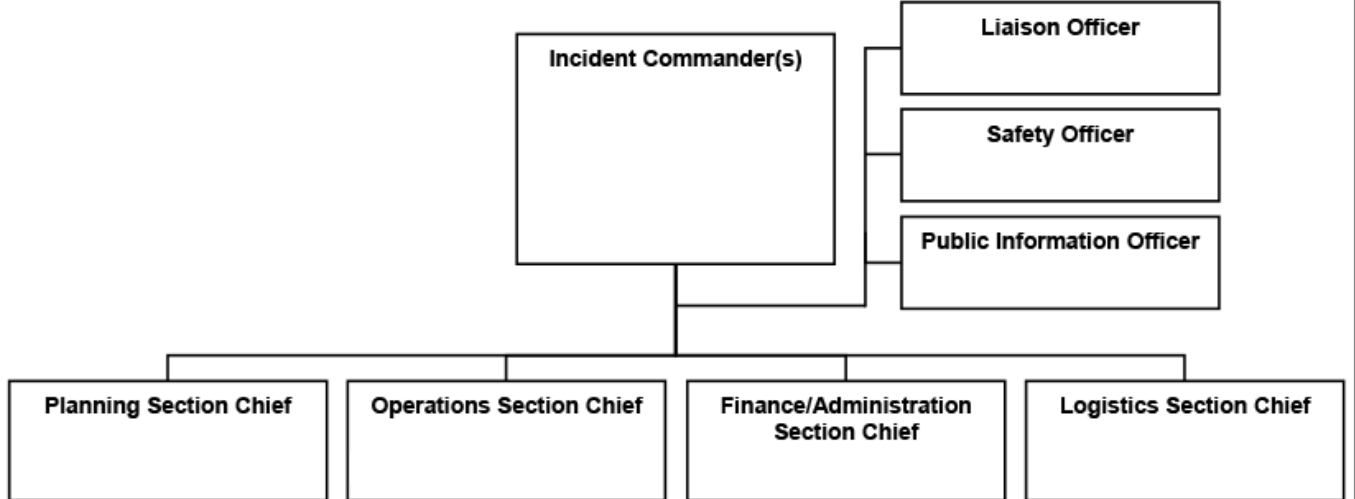 Liaison Officer
Incident Commander(s)
Safety Officer
Public Information Officer
Planning Section Chief
Operations Section Chief
Finance/Administration
Section Chief
Logistics Section Chief